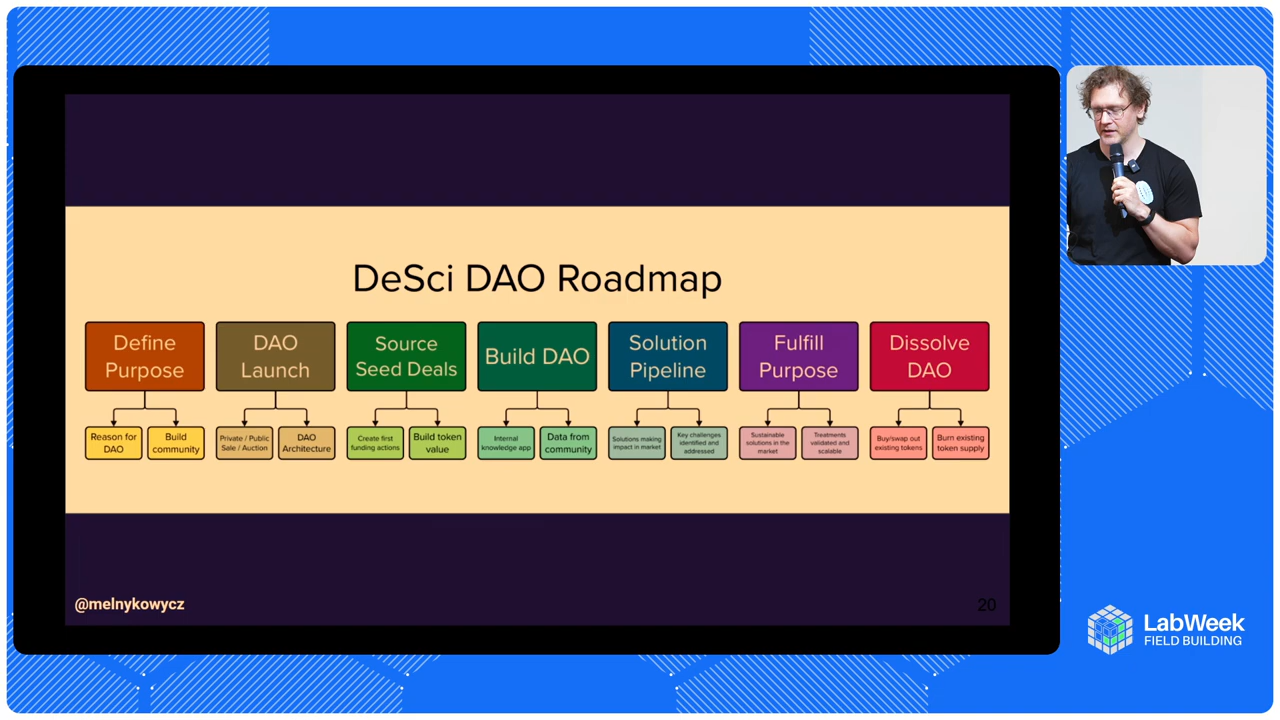 DeSci DAO Roadmap
Define
Purpose
DAO
Launch
Source
Seed Deals
Build DAO
Solution
Pipeline
Fulfill
Purpose
Dissolve
DAO
Reason for
DAO
Build
community
Private / Public
Sale / Auction
DAO
Architecture
Create first
funding actions
Build token
value
Internal
knowledge app
Data from
community
Solutions making
impact in market
Key challenges
identified and
addressed
Sustainable
solutions in the
market
Treatments
validated and
scalable
Buy/swap out
existing tokens
Burn existing
token supply
@melnykowycz
20
LabWeek
FIELD BUILDING